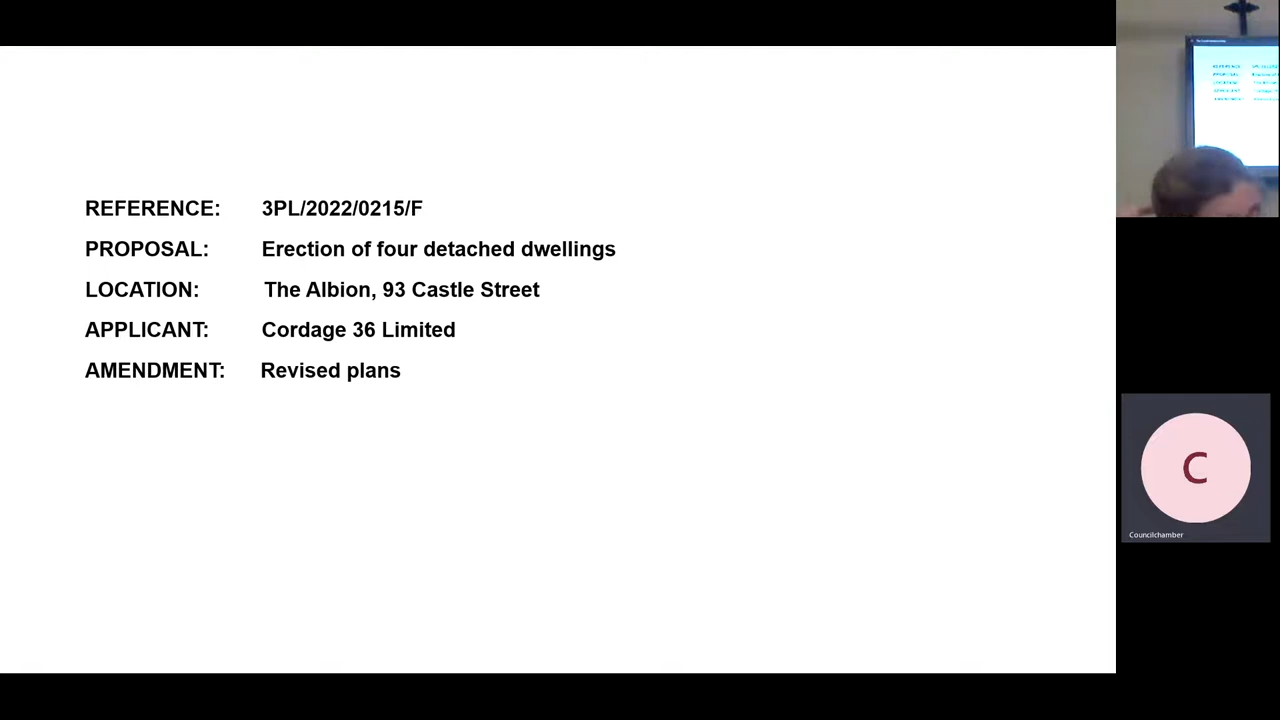 REFERENCE: 3PL/2022/0215/F
PROPOSAL: Erection of four detached dwellings
LOCATION: The Albion, 93 Castle Street
APPLICANT: Cordage 36 Limited
AMENDMENT: Revised plans
C
Councilchamber